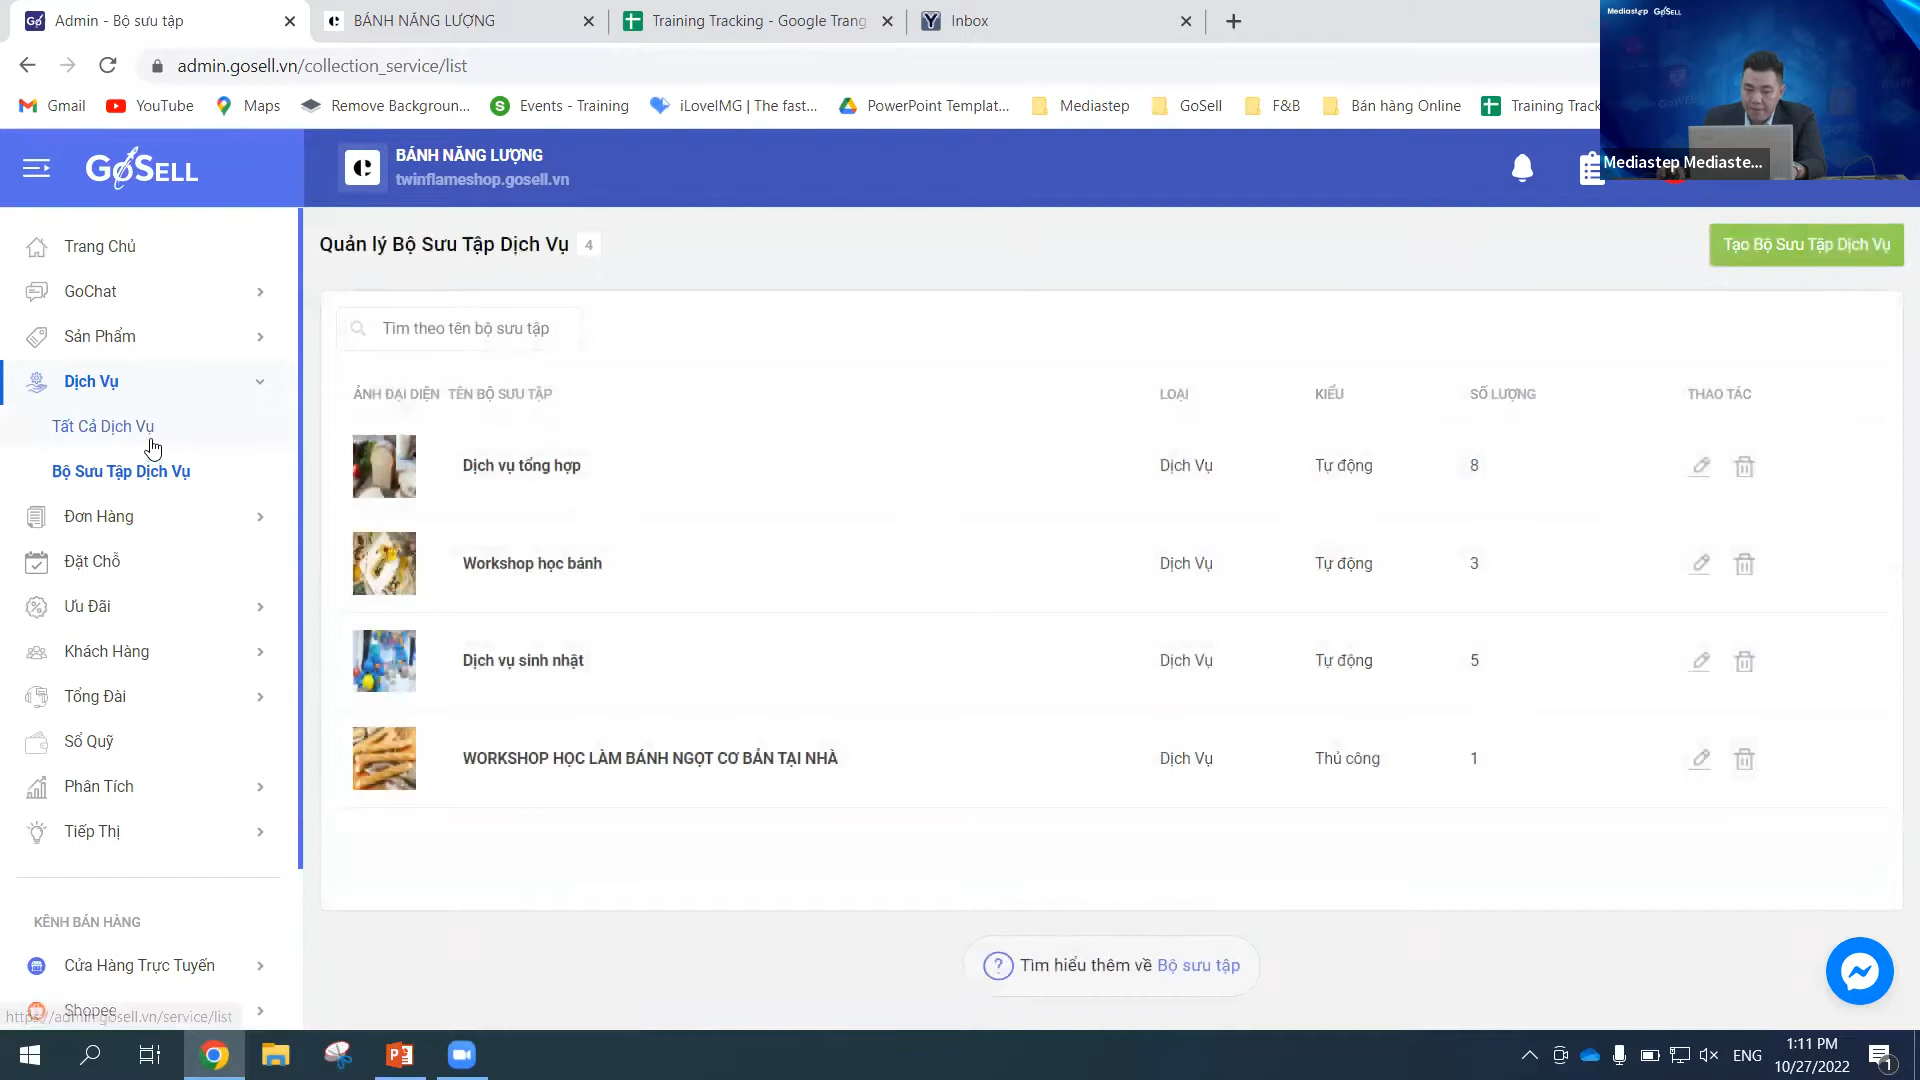 Admin - Bộ sưu tập
BÁNH NĂNG LƯỢNG
Training Tracking - Google Trang
Inbox
admin.gosell.vn/collection_service/list
Gmail
YouTube
Maps
Remove Backgroun...
Events - Training
iLoveIMG | The fast...
PowerPoint Templat...
Mediastep
GoSell
F&B
Bán hàng Online
Training Track
Mediastep GoSELL
Mediastep Mediaste...
GoSELL
BÁNH NĂNG LƯỢNG
twinflameshop.gosell.vn
Trang Chủ
GoChat
Sản Phẩm
Dịch Vụ
Tất Cả Dịch Vụ
Bộ Sưu Tập Dịch Vụ
Đơn Hàng
Đặt Chỗ
Ưu Đãi
Khách Hàng
Tổng Đài
Sổ Quỹ
Phân Tích
Tiếp Thị
KÊNH BÁN HÀNG
Cửa Hàng Trực Tuyến
Shopee
https://admin.gosell.vn/service/list
Quản lý Bộ Sưu Tập Dịch Vụ 4
Tạo Bộ Sưu Tập Dịch Vụ
Tìm theo tên bộ sưu tập
ẢNH ĐẠI DIỆN TÊN BỘ SƯU TẬP LOẠI KIỂU SỐ LƯỢNG THAO TÁC
Dịch vụ tổng hợp Dịch Vụ Tự động 8
Workshop học bánh Dịch Vụ Tự động 3
Dịch vụ sinh nhật Dịch Vụ Tự động 5
WORKSHOP HỌC LÀM BÁNH NGỌT CƠ BẢN TẠI NHÀ Dịch Vụ Thủ công 1
Tìm hiểu thêm về Bộ sưu tập
ENG
1:11 PM
10/27/2022
1